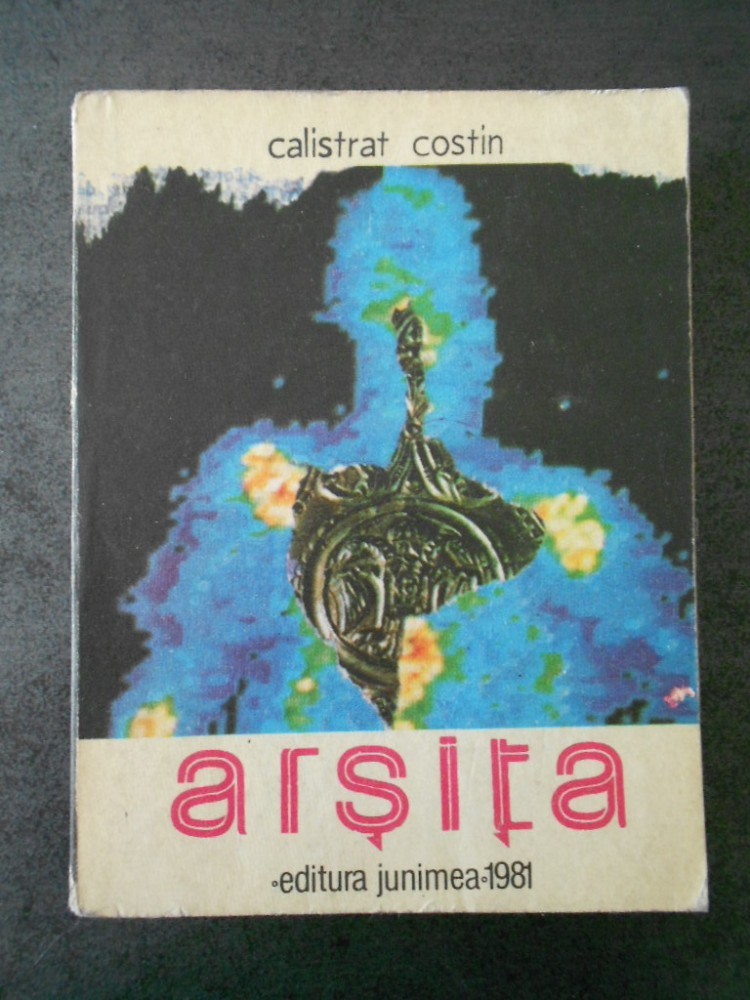 calistrat costin
arșița
◦editura junimea◦1981